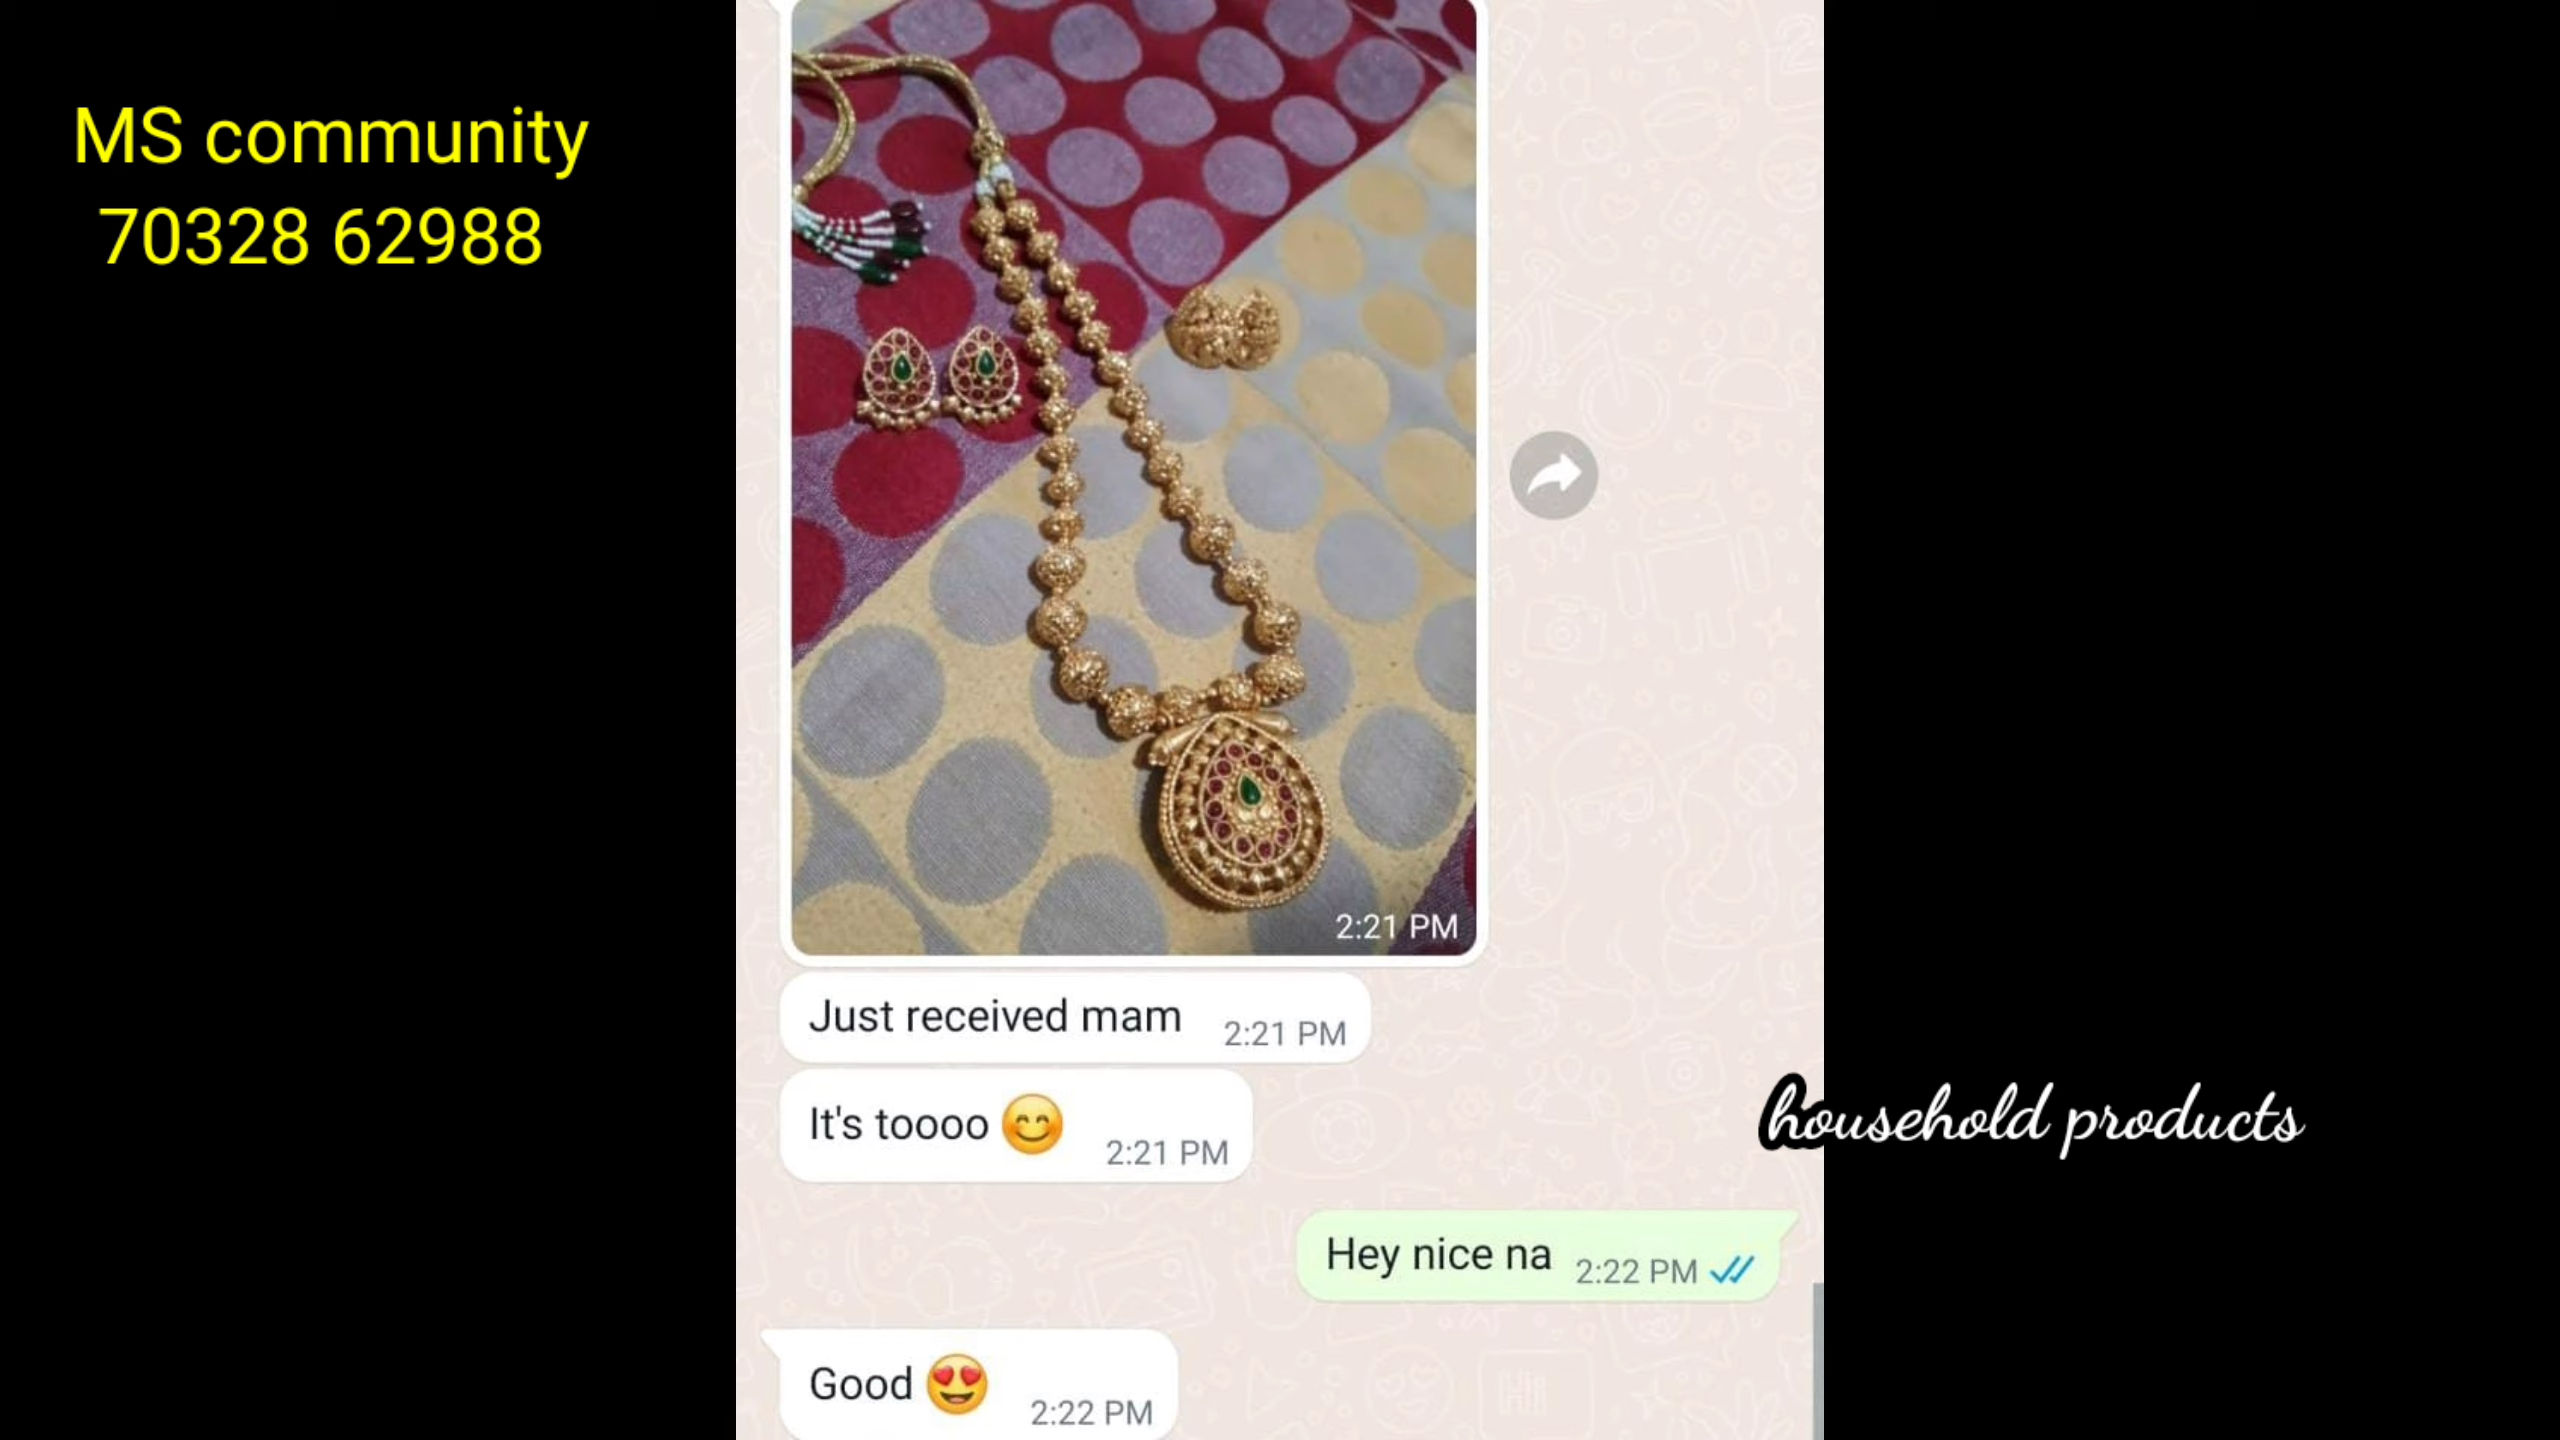 MS community
70328 62988
2:21 PM
Just received mam 2:21 PM
It's toooo 😊 2:21 PM
household products
Hey nice na 2:22 PM
Good 😍 2:22 PM